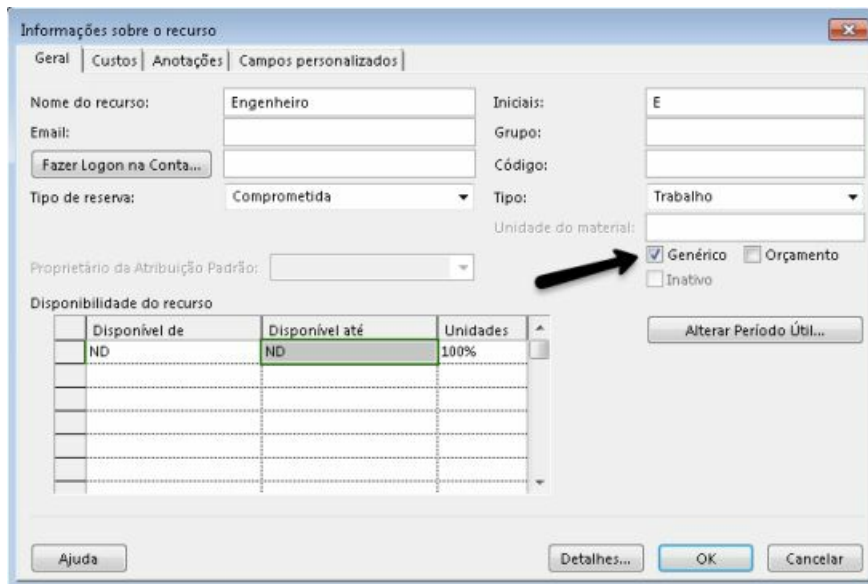 Informações sobre o recurso
Geral Custos Anotações Campos personalizados
Nome do recurso: Engenheiro Iniciais: E
Email: Grupo:
Fazer Logon na Conta... Código:
Tipo de reserva: Comprometida Tipo: Trabalho
Unidade do material:
Genérico Orçamento
Proprietário da Atribuição Padrão:
Inativo
Disponibilidade do recurso
Alterar Período Útil...
Disponível de Disponível até Unidades
ND ND 100%
Ajuda Detalhes... OK Cancelar